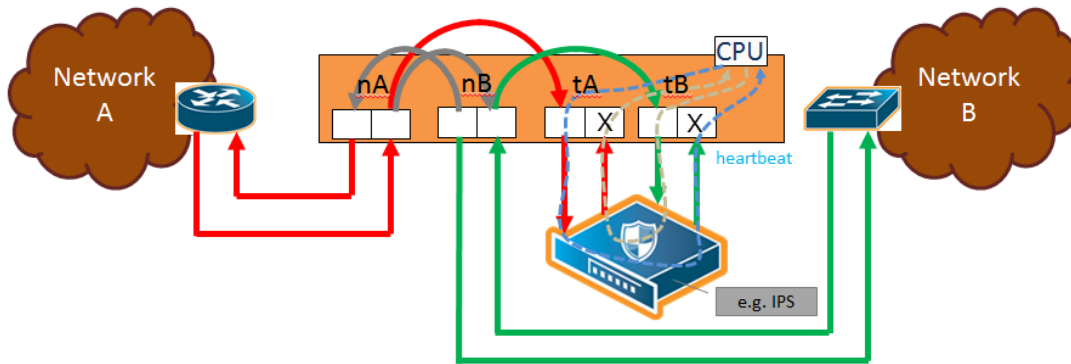 Network
A
nA
nB
tA
tB
CPU
X
X
heartbeat
Network
B
e.g. IPS